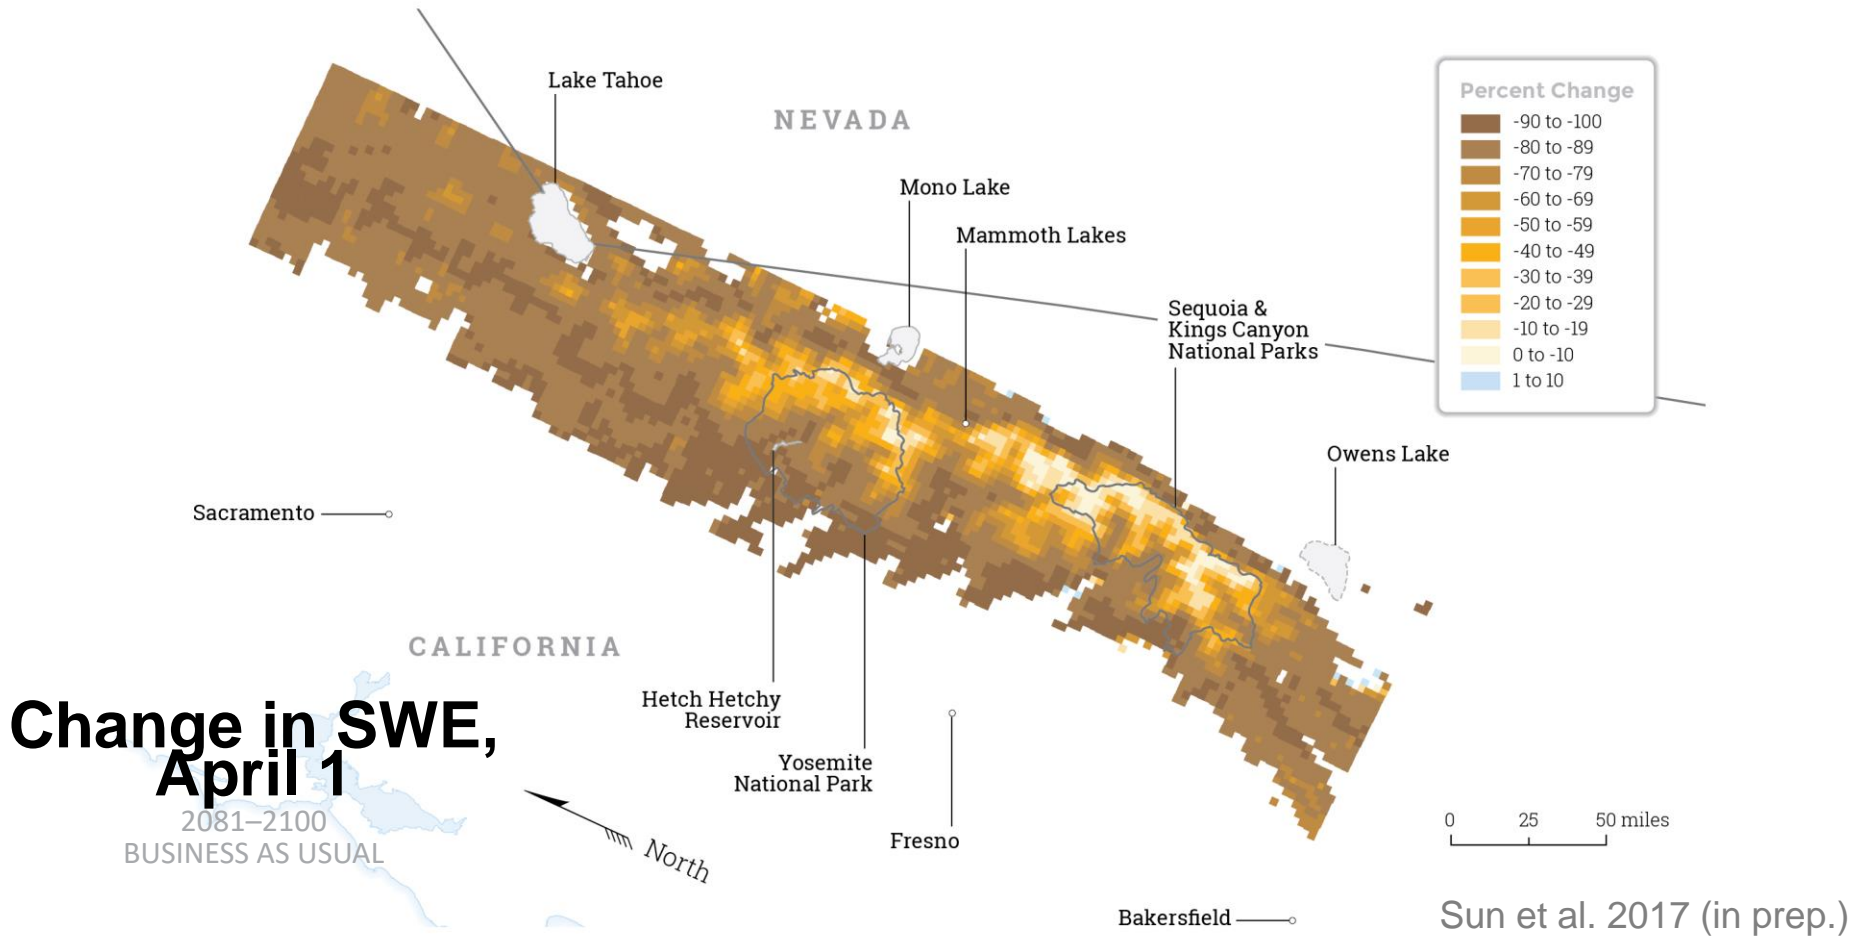 Lake Tahoe
NEVADA
Percent Change
-90 to -100
-80 to -89
-70 to -79
-60 to -69
-50 to -59
-40 to -49
-30 to -39
-20 to -29
-10 to -19
0 to -10
1 to 10
Mono Lake
Mammoth Lakes
Sequoia &
Kings Canyon
National Parks
Owens Lake
Sacramento
CALIFORNIA
Hetch Hetchy
Reservoir
Yosemite
National Park
Fresno
Change in SWE,
April 1
2081–2100
BUSINESS AS USUAL
North
0 25 50 miles
Bakersfield
Sun et al. 2017 (in prep.)